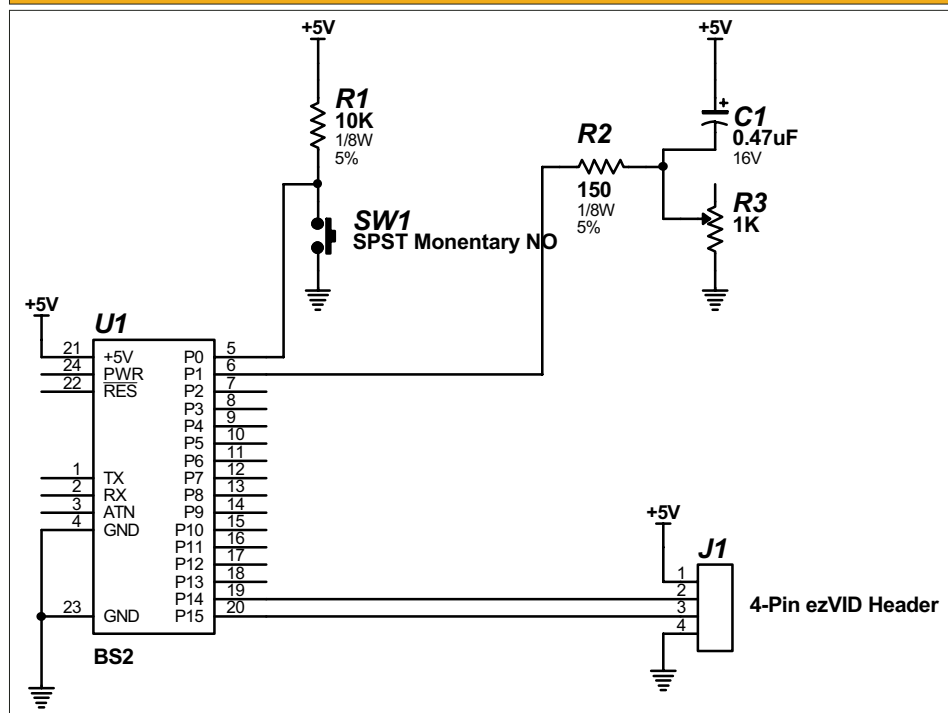 +5V
+5V
R1
10K
1/8W
5%
+
C1
0.47uF
16V
R2
150
1/8W
5%
R3
1K
SW1
SPST Monentary NO
+5V
U1
21 +5V P0 5
24 PWR P1 6
22 RES P2 7
P3 8
P4 9
P5 10
P6 11
1 TX P7 12
2 RX P8 13
3 ATN P9 14
4 GND P10 15
P11 16
P12 17
P13 18
P14 19
23 GND P15 20
BS2
+5V
J1
1
2
3
4
4-Pin ezVID Header